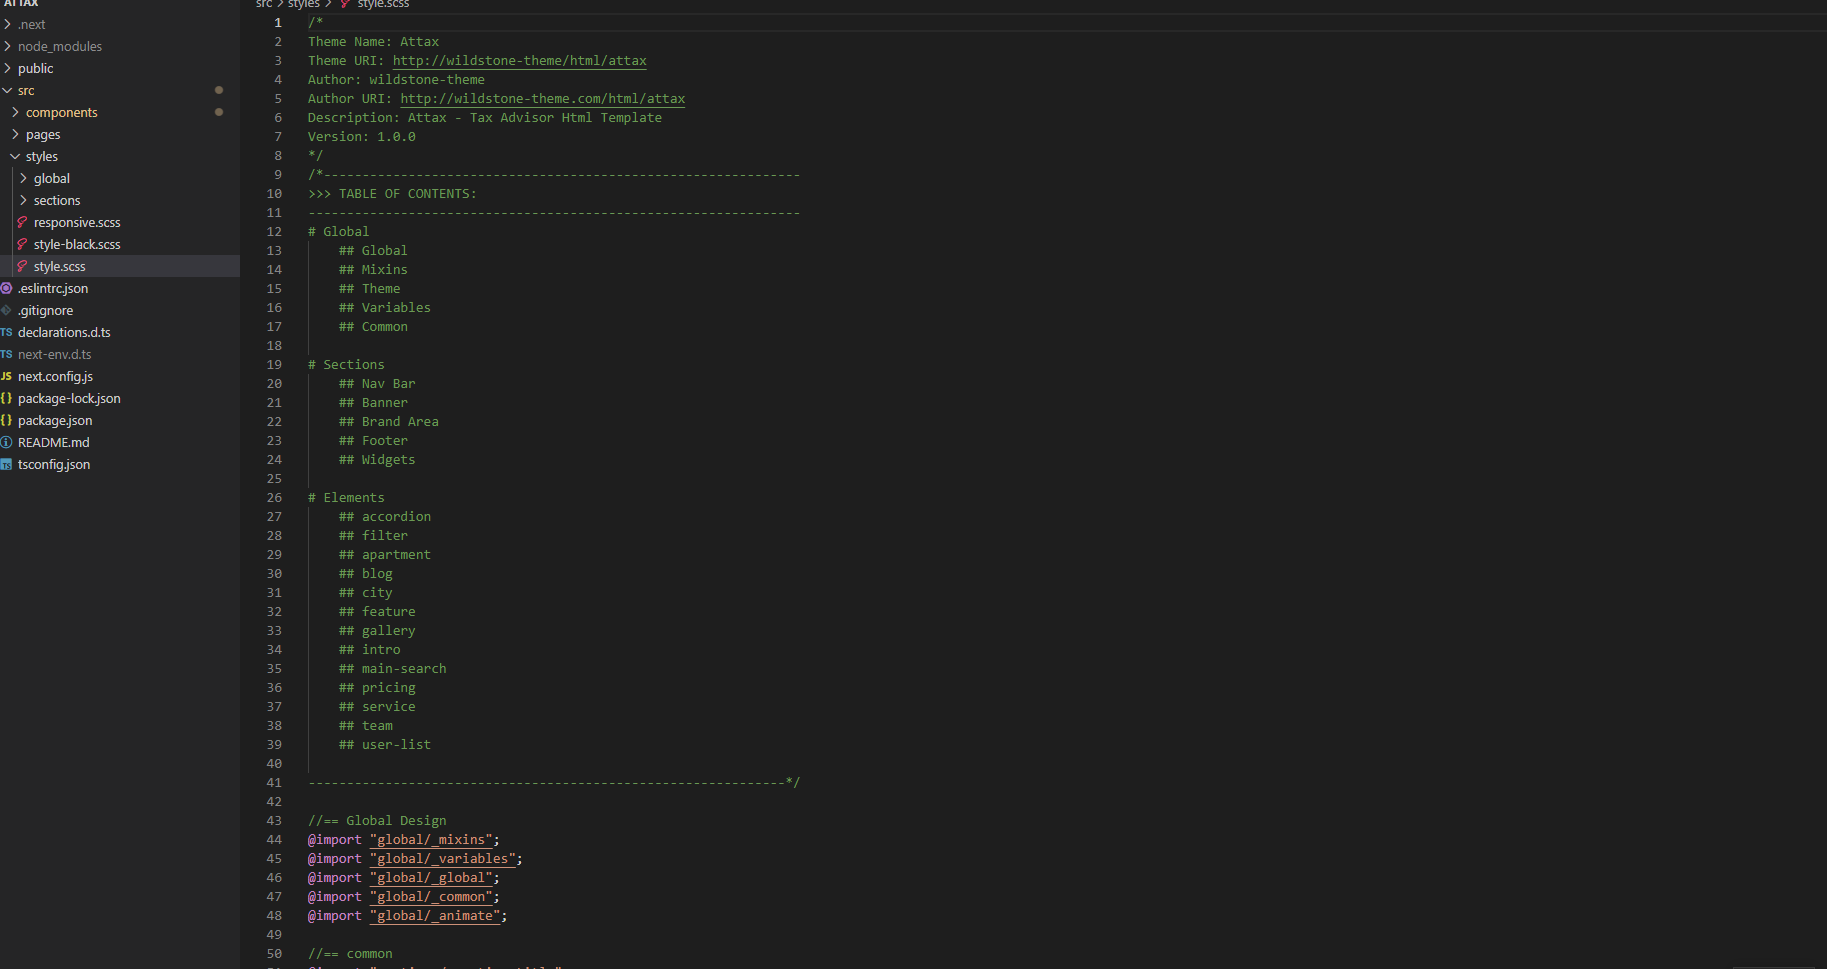 ATTAX
.next
node_modules
public
src
components
pages
styles
global
sections
responsive.scss
style-black.scss
style.scss
.eslintrc.json
.gitignore
TS declarations.d.ts
TS next-env.d.ts
JS next.config.js
{} package-lock.json
{} package.json
README.md
TS tsconfig.json
src > styles > style.scss
1 /*
2 Theme Name: Attax
3 Theme URI: http://wildstone-theme/html/attax
4 Author: wildstone-theme
5 Author URI: http://wildstone-theme.com/html/attax
6 Description: Attax - Tax Advisor Html Template
7 Version: 1.0.0
8 */
9 /*--------------------------------------------------------------
10 >>> TABLE OF CONTENTS:
11 ----------------------------------------------------------------
12 # Global
13 ## Global
14 ## Mixins
15 ## Theme
16 ## Variables
17 ## Common
18
19 # Sections
20 ## Nav Bar
21 ## Banner
22 ## Brand Area
23 ## Footer
24 ## Widgets
25
26 # Elements
27 ## accordion
28 ## filter
29 ## apartment
30 ## blog
31 ## city
32 ## feature
33 ## gallery
34 ## intro
35 ## main-search
36 ## pricing
37 ## service
38 ## team
39 ## user-list
40
41 --------------------------------------------------------------*/
42
43 //== Global Design
44 @import "global/_mixins";
45 @import "global/_variables";
46 @import "global/_global";
47 @import "global/_common";
48 @import "global/_animate";
49
50 //== common